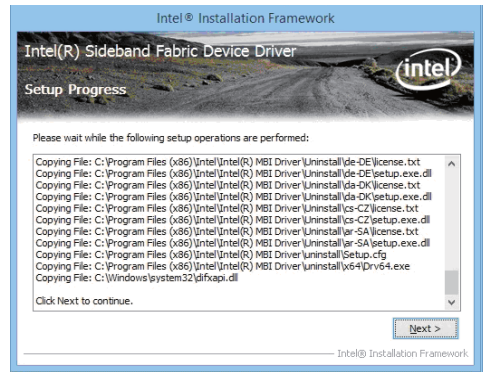 Intel® Installation Framework
Intel(R) Sideband Fabric Device Driver
intel
Setup Progress
Please wait while the following setup operations are performed:
Copying File: C:\Program Files (x86)\Intel\Intel(R) MBI Driver\Uninstall\de-DE\license.txt
Copying File: C:\Program Files (x86)\Intel\Intel(R) MBI Driver\Uninstall\de-DE\setup.exe.dll
Copying File: C:\Program Files (x86)\Intel\Intel(R) MBI Driver\Uninstall\da-DK\license.txt
Copying File: C:\Program Files (x86)\Intel\Intel(R) MBI Driver\Uninstall\da-DK\setup.exe.dll
Copying File: C:\Program Files (x86)\Intel\Intel(R) MBI Driver\Uninstall\cs-CZ\license.txt
Copying File: C:\Program Files (x86)\Intel\Intel(R) MBI Driver\Uninstall\cs-CZ\setup.exe.dll
Copying File: C:\Program Files (x86)\Intel\Intel(R) MBI Driver\Uninstall\ar-SA\license.txt
Copying File: C:\Program Files (x86)\Intel\Intel(R) MBI Driver\Uninstall\ar-SA\setup.exe.dll
Copying File: C:\Program Files (x86)\Intel\Intel(R) MBI Driver\uninstall\Setup.cfg
Copying File: C:\Program Files (x86)\Intel\Intel(R) MBI Driver\uninstall\x64\Drv64.exe
Copying File: C:\Windows\system32\difxapi.dll
Click Next to continue.
Next >
Intel® Installation Framework